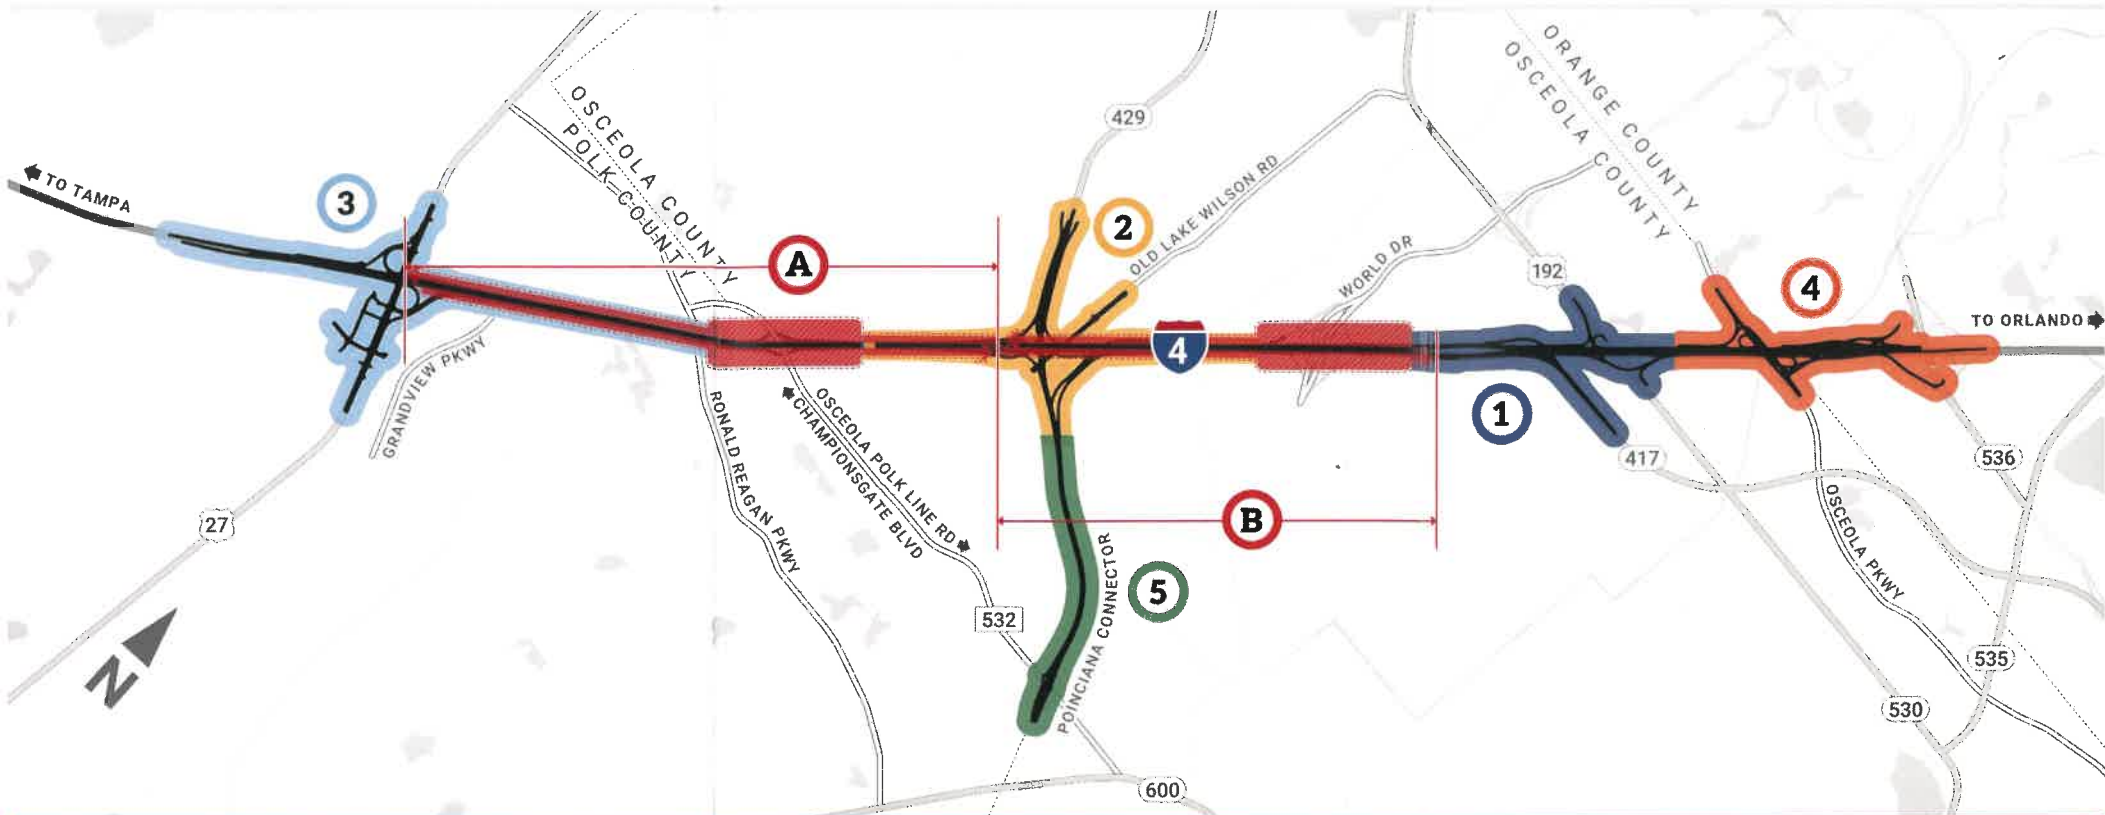 ORANGE COUNTY
OSCEOLA COUNTY
OSCEOLA COUNTY
POLK COUNTY
429
TO TAMPA
3
2
OLD LAKE WILSON RD
A
WORLD DR
192
4
TO ORLANDO
4
GRANDVIEW PKWY
1
RONALD REAGAN PKWY
OSCEOLA POLK LINE RD
CHAMPIONSGATE BLVD
417
536
27
B
OSCEOLA PKWY
5
POINCIANA CONNECTOR
532
N
535
530
600